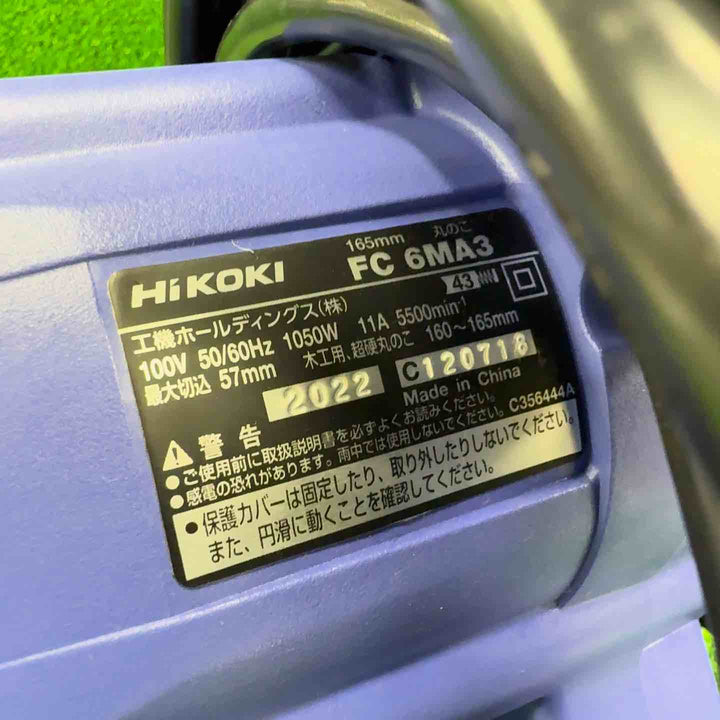 HiKOKI
165mm 丸のこ
FC 6MA3
工機ホールディングス(株)
43
100V 50/60Hz 1050W 11A 5500min⁻¹
最大切込 57mm 木工用、超硬丸のこ 160～165mm
2022 C120718
Made in China
警告
C356444A
●ご使用前に取扱説明書を必ずよくお読みください。
●感電の恐れがあります。雨中では使用しないでください。
●保護カバーは固定したり、取り外したりしないでください。
また、円滑に動くことを確認してください。